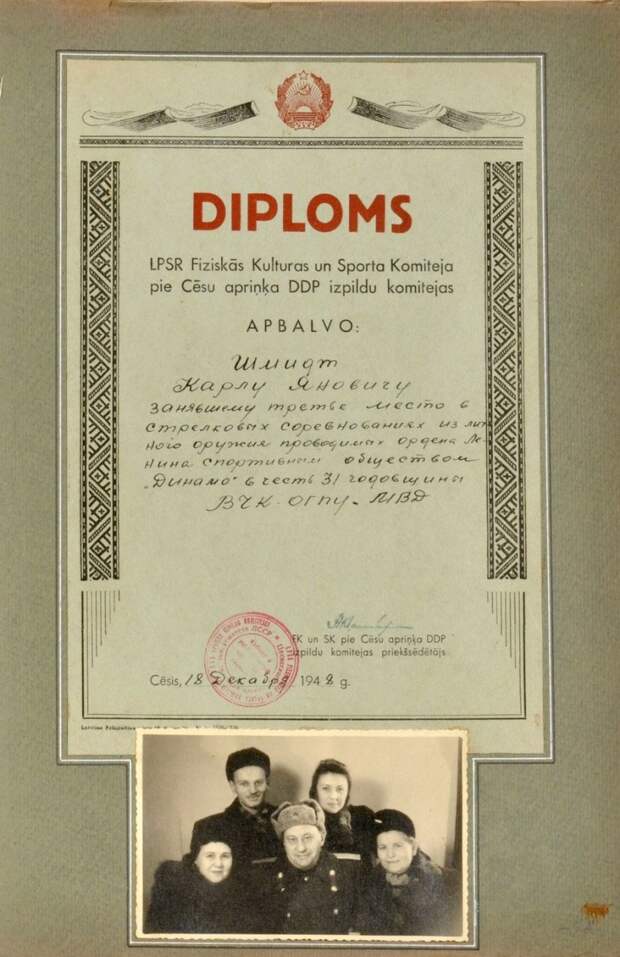 DIPLOMS
LPSR Fiziskās Kulturas un Sporta Komiteja
pie Cēsu apriņķa DDP izpildu komitejas
APBALVO:
Шмидт
Карлу Яновичу
занявшему третье место в
стрелковых соревнованиях из лич
ного оружия проводимых ордена Ле
нина спортивным обществом
„Динамо" в честь 31 годовщины
ВЧК-ОГПУ-МВД
FK un SK pie Cēsu apriņķa DDP
izpildu komitejas priekšsēdētājs
Cēsis, 18 Декабря 1948 g.